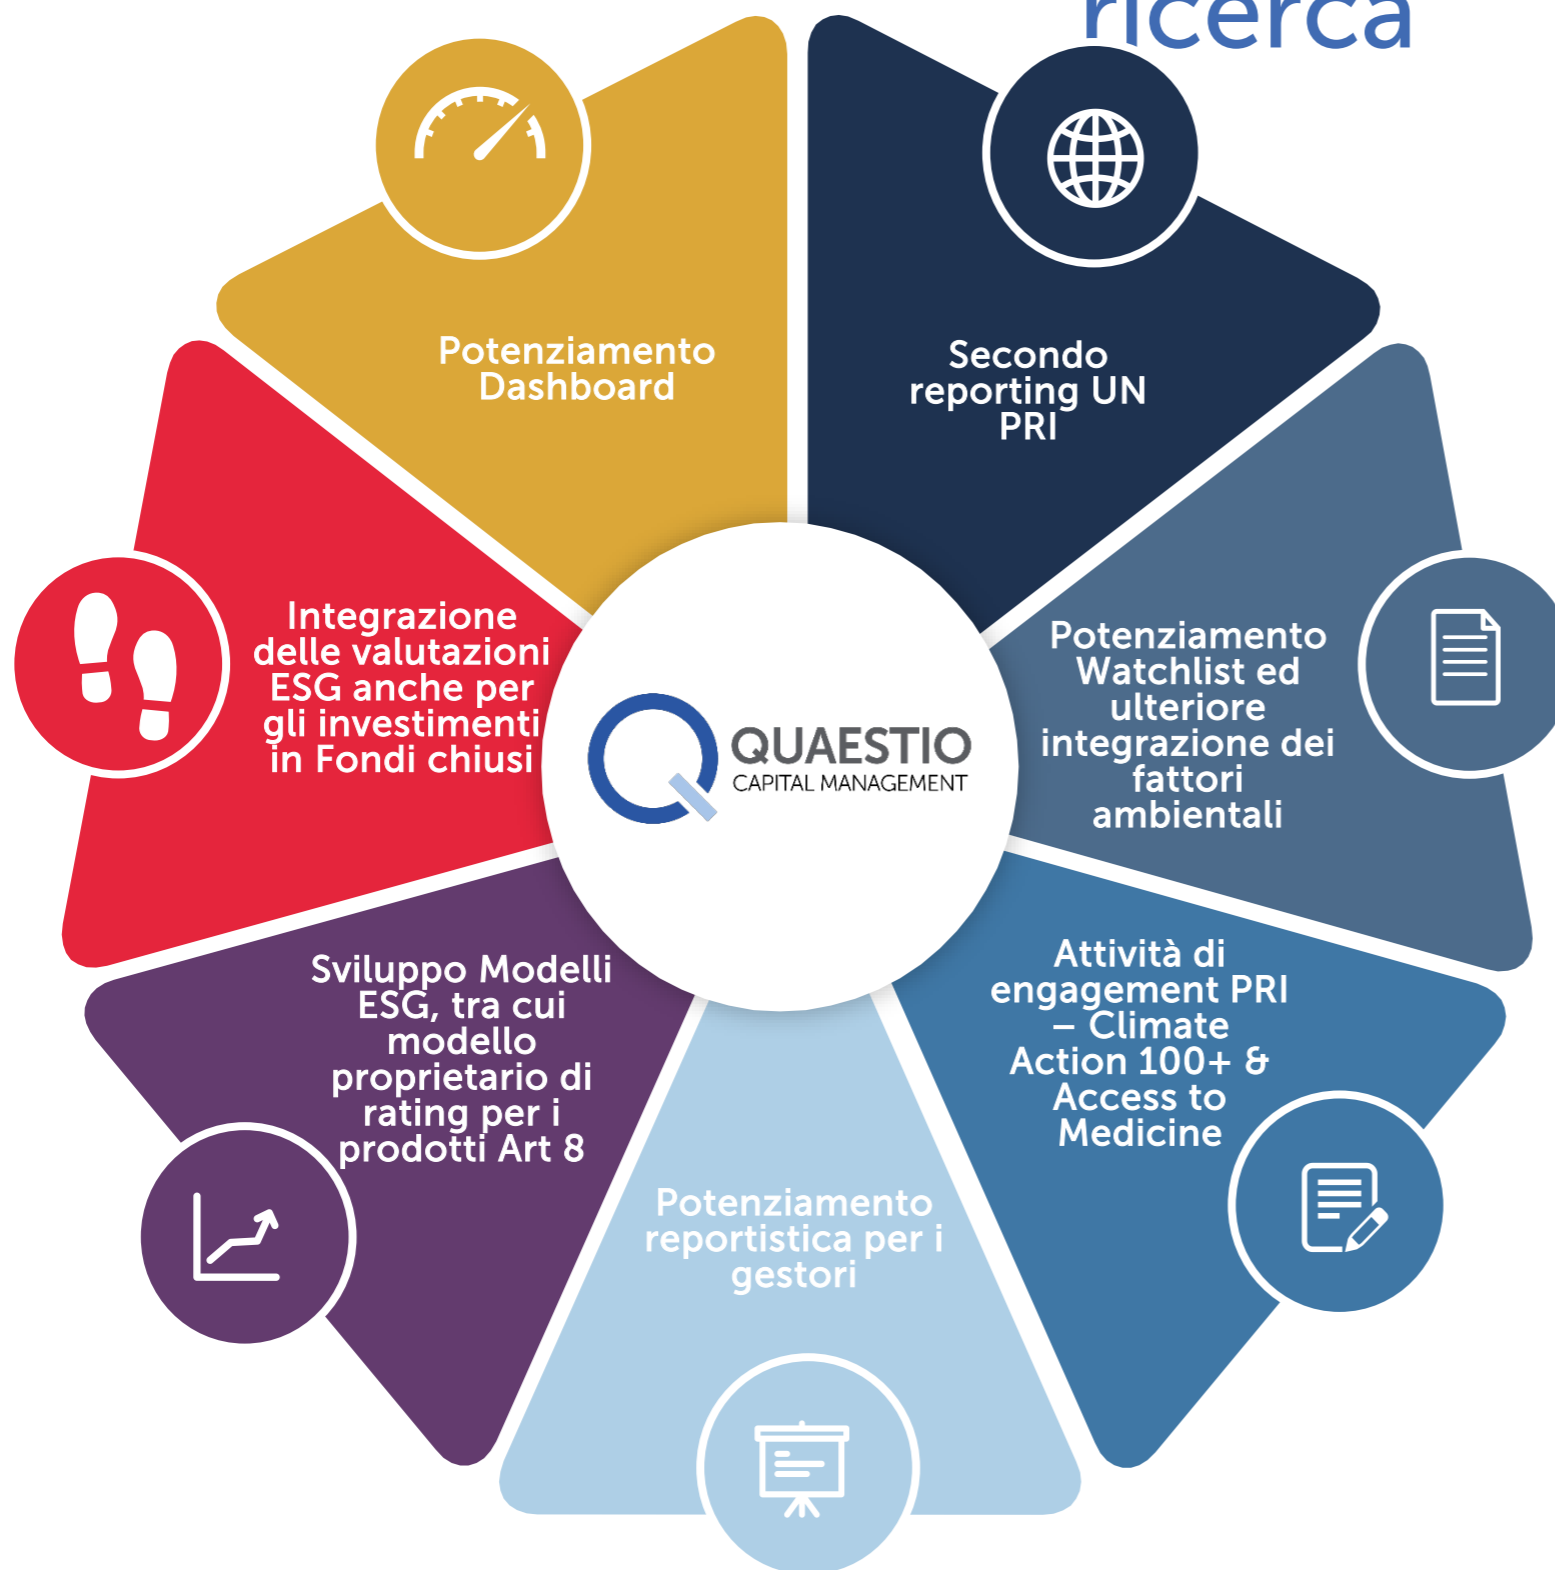 ricerca
Potenziamento
Dashboard
Secondo
reporting UN
PRI
Integrazione
delle valutazioni
ESG anche per
gli investimenti
in Fondi chiusi
Potenziamento
Watchlist ed
ulteriore
integrazione dei
fattori
ambientali
QUAESTIO
CAPITAL MANAGEMENT
Sviluppo Modelli
ESG, tra cui
modello
proprietario di
rating per i
prodotti Art 8
Attività di
engagement PRI
– Climate
Action 100+ &
Access to
Medicine
Potenziamento
reportistica per i
gestori